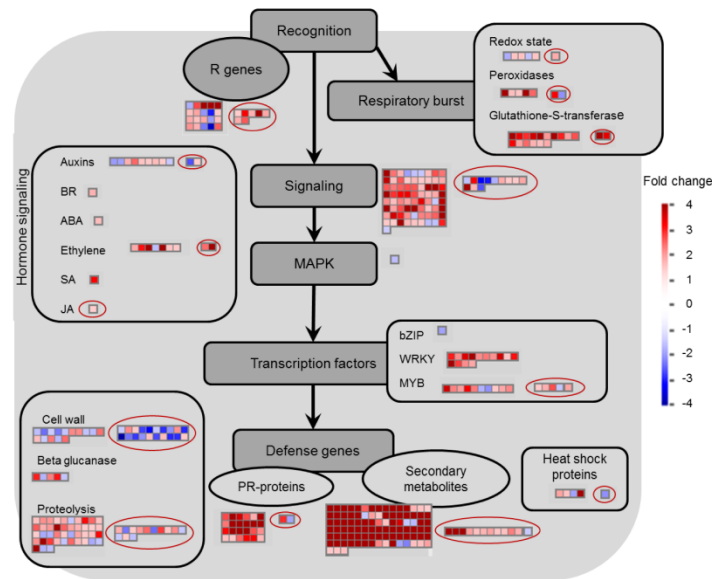 Recognition
R genes
Respiratory burst
Redox state
Peroxidases
Glutathione-S-transferase
Hormone signaling
Auxins
BR
ABA
Ethylene
SA
JA
Signaling
MAPK
Fold change
4
4
3
2
1
0
-1
-2
-3
-4
Transcription factors
bZIP
WRKY
MYB
Cell wall
Beta glucanase
Proteolysis
Defense genes
PR-proteins
Secondary
metabolites
Heat shock
proteins